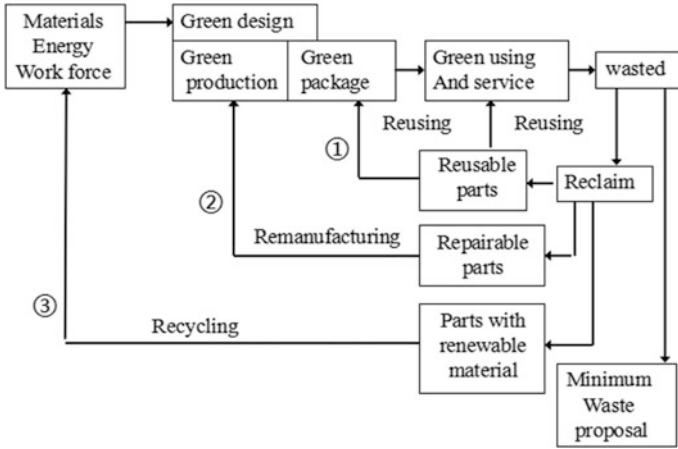 Materials
Energy
Work force
Green design
Green
production
Green
package
Green using
And service
wasted
Reusing
Reusing
①
Reusable
parts
Reclaim
②
Remanufacturing
Repairable
parts
③
Recycling
Parts with
renewable
material
Minimum
Waste
proposal